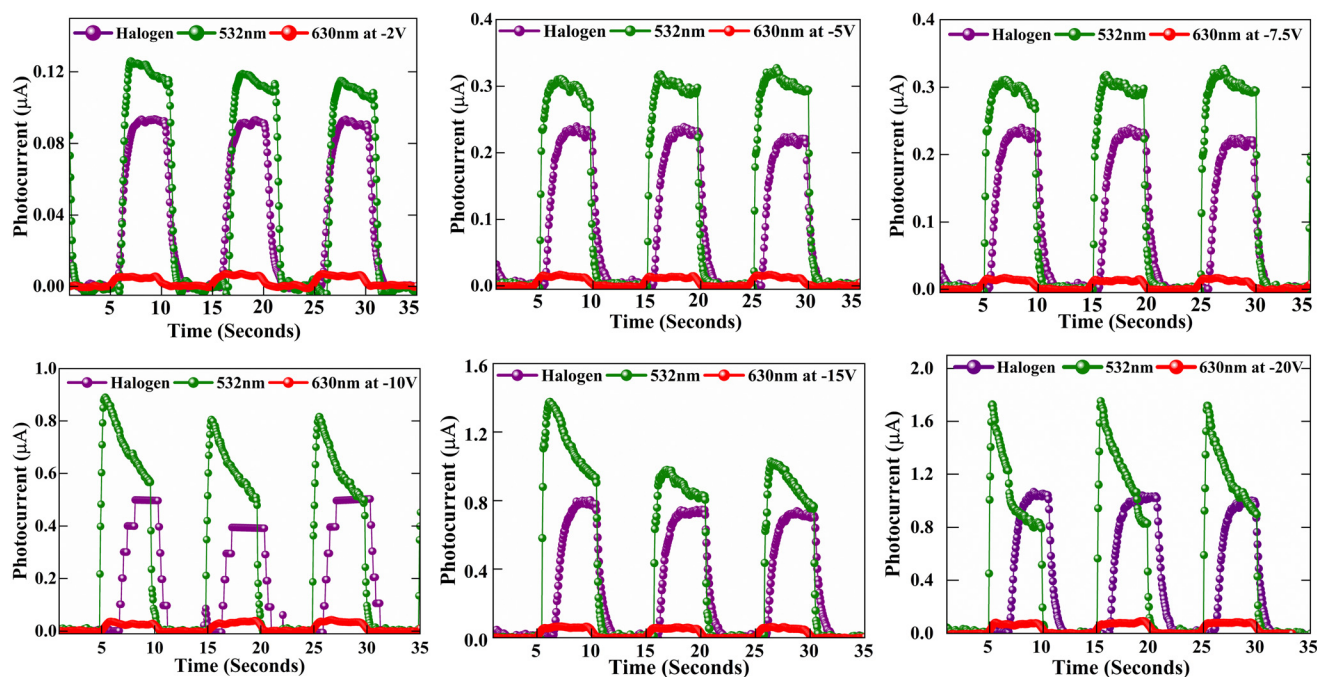 Halogen 532nm 630nm at -2V
Photocurrent (μA)
0.12
0.08
0.04
0.00
5 10 15 20 25 30 35
Time (Seconds)
Halogen 532nm 630nm at -5V
Photocurrent (μA)
0.4
0.3
0.2
0.1
0.0
5 10 15 20 25 30 35
Time (Seconds)
Halogen 532nm 630nm at -7.5V
Photocurrent (μA)
0.4
0.3
0.2
0.1
0.0
5 10 15 20 25 30 35
Time (Seconds)
Halogen 532nm 630nm at -10V
Photocurrent (μA)
1.0
0.8
0.6
0.4
0.2
0.0
5 10 15 20 25 30 35
Time (Seconds)
Halogen 532nm 630nm at -15V
Photocurrent (μA)
1.6
1.2
0.8
0.4
0.0
5 10 15 20 25 30 35
Time (Seconds)
Halogen 532nm 630nm at -20V
Photocurrent (μA)
2.0
1.6
1.2
0.8
0.4
0.0
5 10 15 20 25 30 35
Time (Seconds)